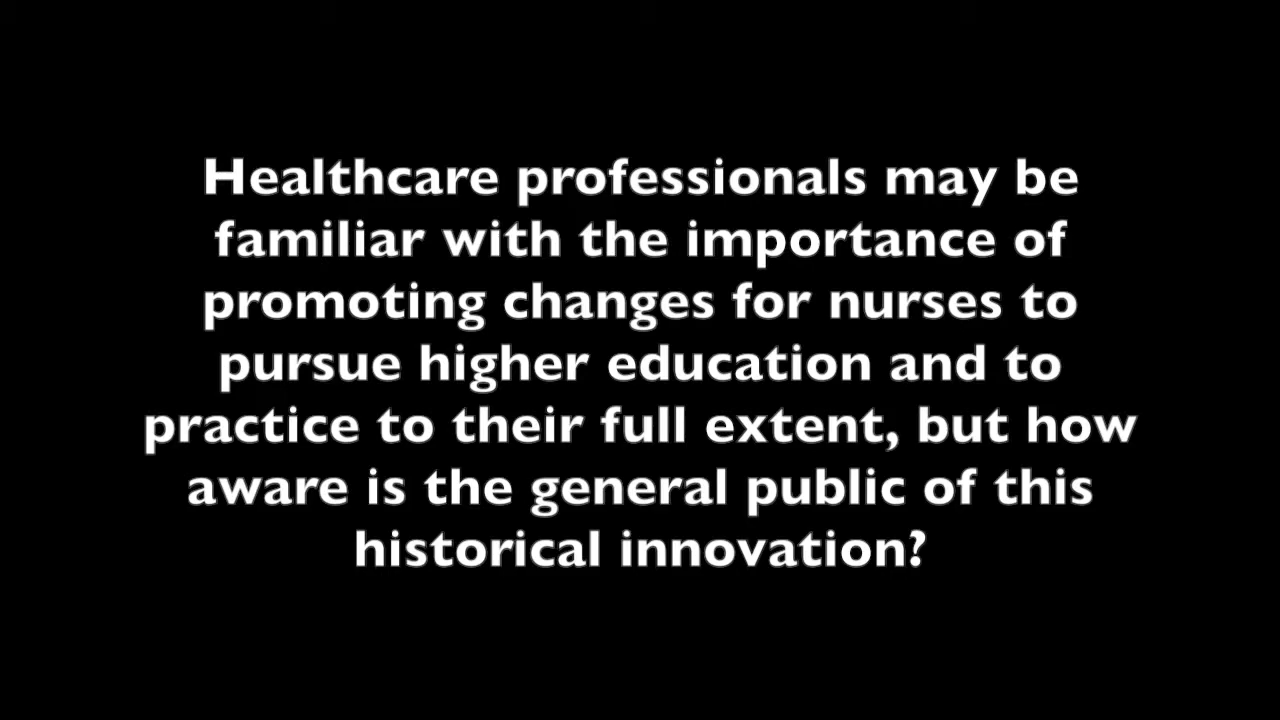 Healthcare professionals may be
familiar with the importance of
promoting changes for nurses to
pursue higher education and to
practice to their full extent, but how
aware is the general public of this
historical innovation?